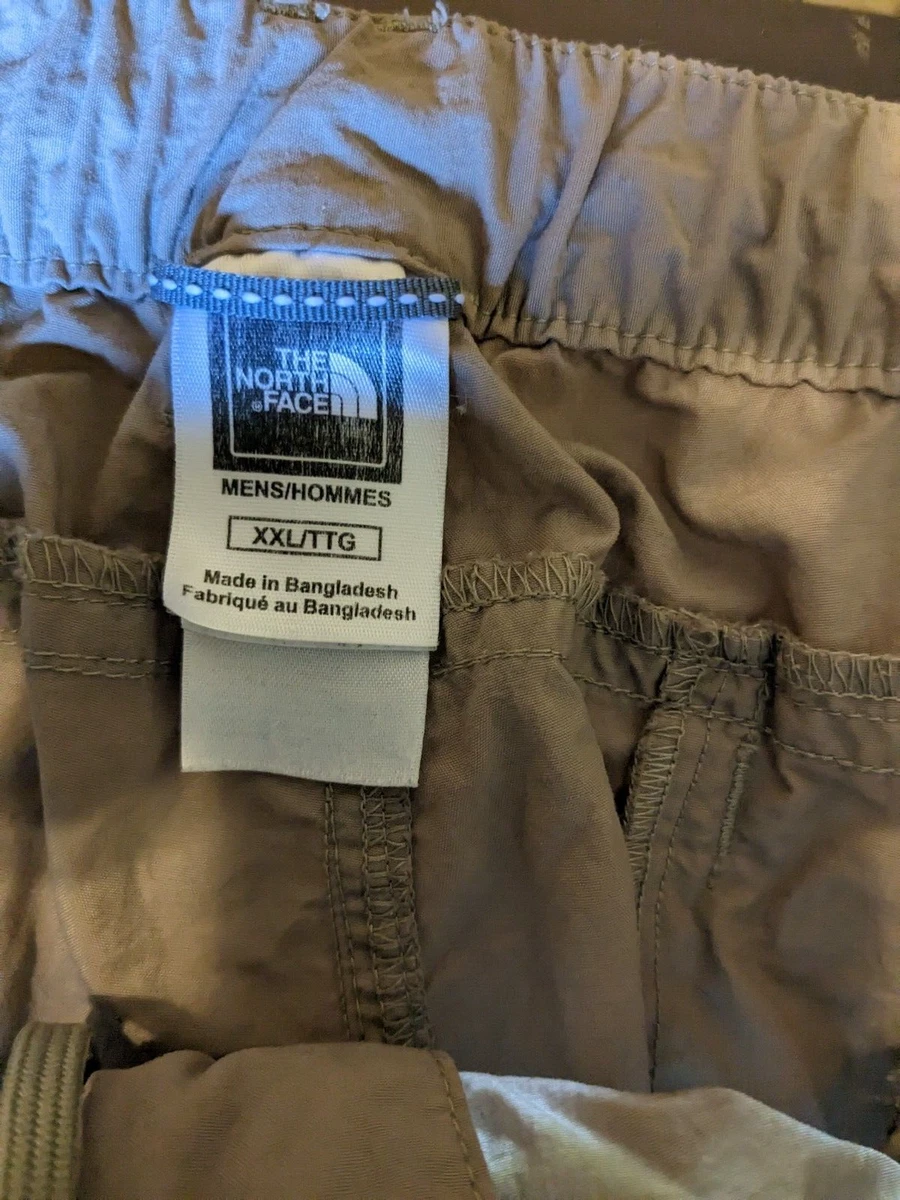 THE
NORTH
®FACE
MENS/HOMMES
XXL/TTG
Made in Bangladesh
Fabriqué au Bangladesh